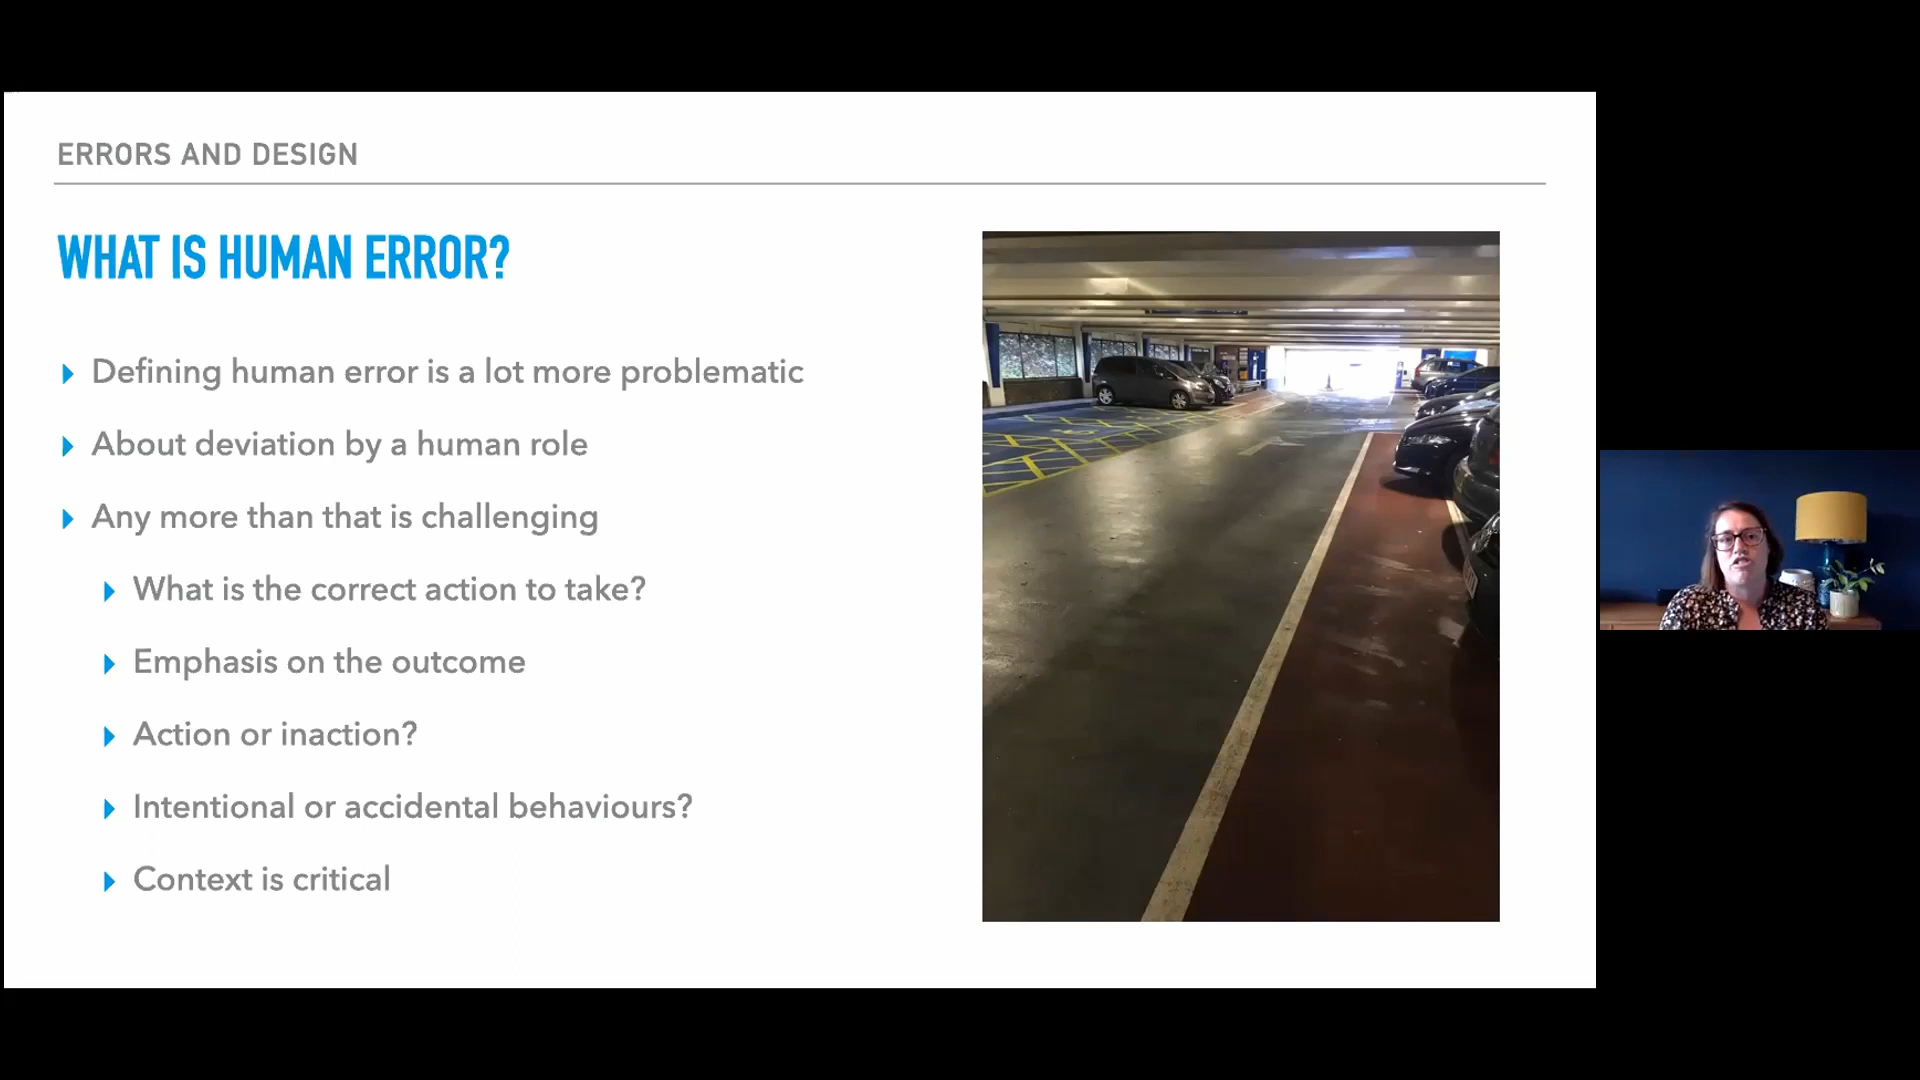 ERRORS AND DESIGN
WHAT IS HUMAN ERROR?
Defining human error is a lot more problematic
About deviation by a human role
Any more than that is challenging
What is the correct action to take?
Emphasis on the outcome
Action or inaction?
Intentional or accidental behaviours?
Context is critical